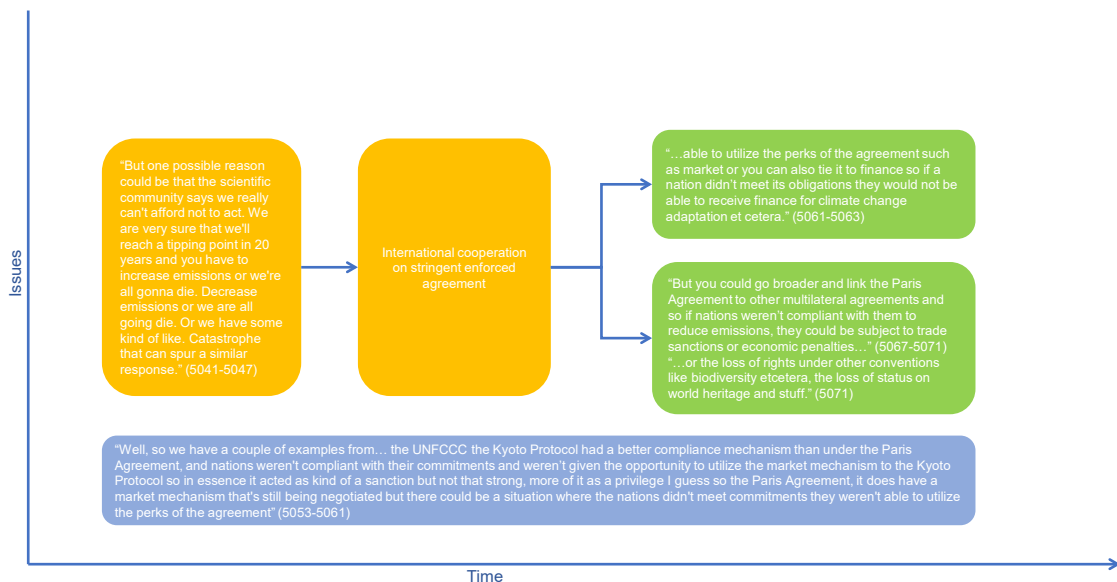 Issues
“But one possible reason
could be that the scientific
community says we really
can't afford not to act. We
are very sure that we'll
reach a tipping point in 20
years and you have to
increase emissions or we're
all gonna die. Decrease
emissions or we are all
going die. Or we have some
kind of like. Catastrophe
that can spur a similar
response.” (5041-5047)
International cooperation
on stringent enforced
agreement
“…able to utilize the perks of the agreement such
as market or you can also tie it to finance so if a
nation didn’t meet its obligations they would not be
able to receive finance for climate change
adaptation et cetera.” (5061-5063)
“But you could go broader and link the Paris
Agreement to other multilateral agreements and
so if nations weren’t compliant with them to
reduce emissions, they could be subject to trade
sanctions or economic penalties…” (5067-5071)
“…or the loss of rights under other conventions
like biodiversity etcetera, the loss of status on
world heritage and stuff.” (5071)
“Well, so we have a couple of examples from… the UNFCCC the Kyoto Protocol had a better compliance mechanism than under the Paris
Agreement, and nations weren't compliant with their commitments and weren’t given the opportunity to utilize the market mechanism to the Kyoto
Protocol so in essence it acted as kind of a sanction but not that strong, more of it as a privilege I guess so the Paris Agreement, it does have a
market mechanism that's still being negotiated but there could be a situation where the nations didn't meet commitments they weren't able to utilize
the perks of the agreement” (5053-5061)
Time